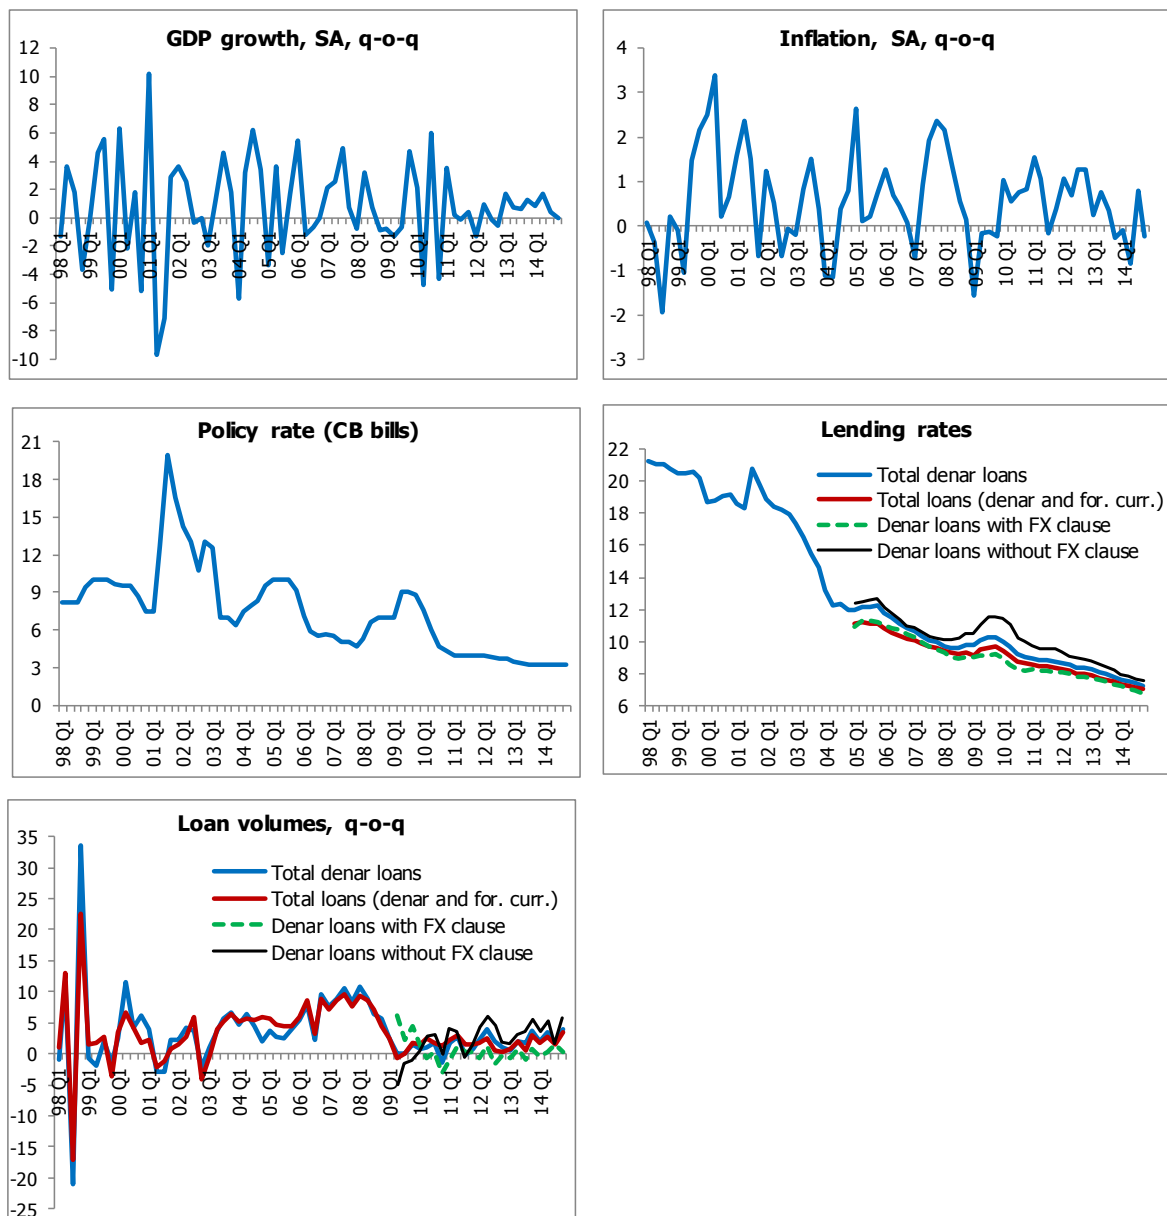 GDP growth, SA, q-o-q
12
10
8
6
4
2
0
-2
-4
-6
-8
-10
98 Q1
99 Q1
00 Q1
01 Q1
02 Q1
03 Q1
04 Q1
05 Q1
06 Q1
07 Q1
08 Q1
09 Q1
10 Q1
11 Q1
12 Q1
13 Q1
14 Q1
Inflation, SA, q-o-q
4
3
2
1
0
-1
-2
-3
98 Q1
99 Q1
00 Q1
01 Q1
02 Q1
03 Q1
04 Q1
05 Q1
06 Q1
07 Q1
08 Q1
09 Q1
10 Q1
11 Q1
12 Q1
13 Q1
14 Q1
Policy rate (CB bills)
21
18
15
12
9
6
3
0
98 Q1
99 Q1
00 Q1
01 Q1
02 Q1
03 Q1
04 Q1
05 Q1
06 Q1
07 Q1
08 Q1
09 Q1
10 Q1
11 Q1
12 Q1
13 Q1
14 Q1
Lending rates
22
20
18
16
14
12
10
8
6
Total denar loans
Total loans (denar and for. curr.)
Denar loans with FX clause
Denar loans without FX clause
98 Q1
99 Q1
00 Q1
01 Q1
02 Q1
03 Q1
04 Q1
05 Q1
06 Q1
07 Q1
08 Q1
09 Q1
10 Q1
11 Q1
12 Q1
13 Q1
14 Q1
Loan volumes, q-o-q
35
30
25
20
15
10
5
0
-5
-10
-15
-20
-25
Total denar loans
Total loans (denar and for. curr.)
Denar loans with FX clause
Denar loans without FX clause
98 Q1
99 Q1
00 Q1
01 Q1
02 Q1
03 Q1
04 Q1
05 Q1
06 Q1
07 Q1
08 Q1
09 Q1
10 Q1
11 Q1
12 Q1
13 Q1
14 Q1